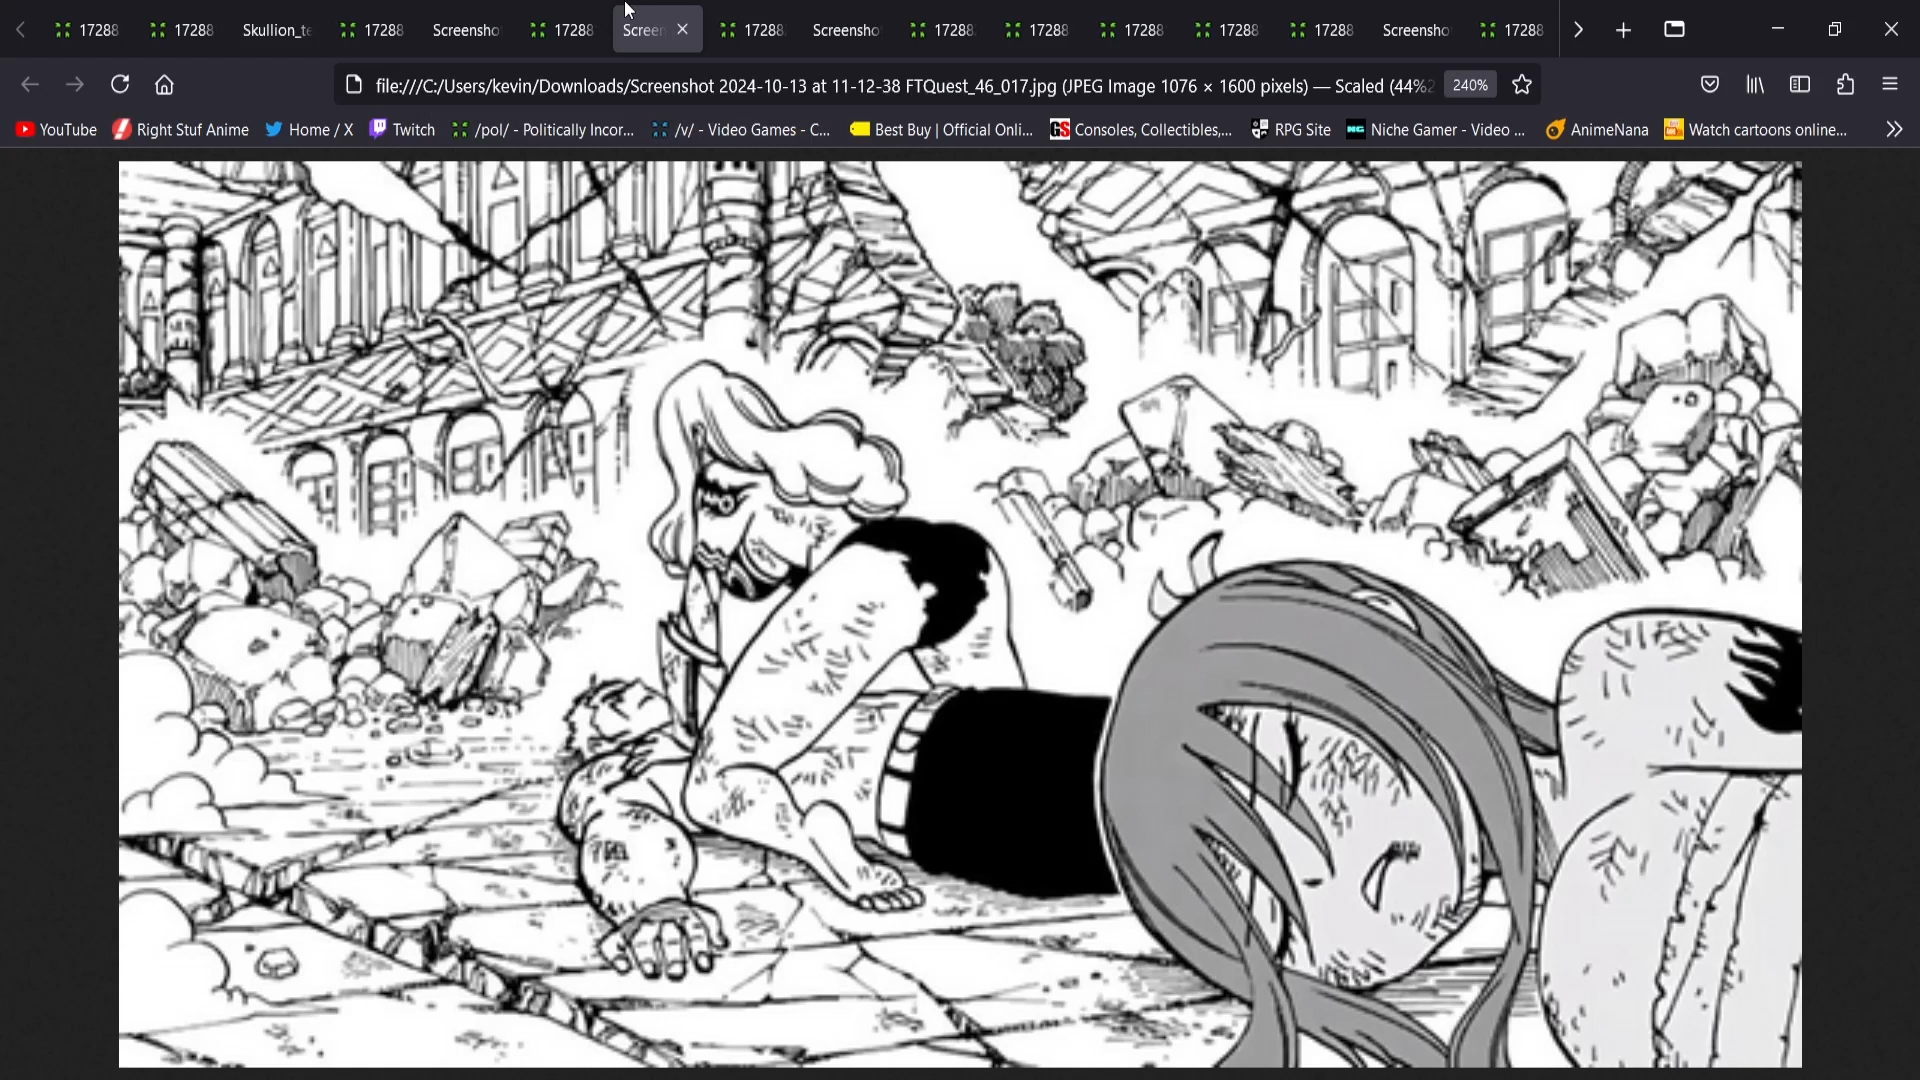 17288 17288 Skullion_te 17288 Screensho 17288 Screen 17288 Screensho 17288 17288 17288 17288 17288 Screensho 17288
file:///C:/Users/kevin/Downloads/Screenshot 2024-10-13 at 11-12-38 FTQuest_46_017.jpg (JPEG Image 1076 × 1600 pixels) — Scaled (44% 240%
YouTube Right Stuf Anime Home / X Twitch /pol/ - Politically Incor... /v/ - Video Games - C... Best Buy | Official Onli... GS Consoles, Collectibles,... RPG Site NG Niche Gamer - Video ... AnimeNana Watch cartoons online...